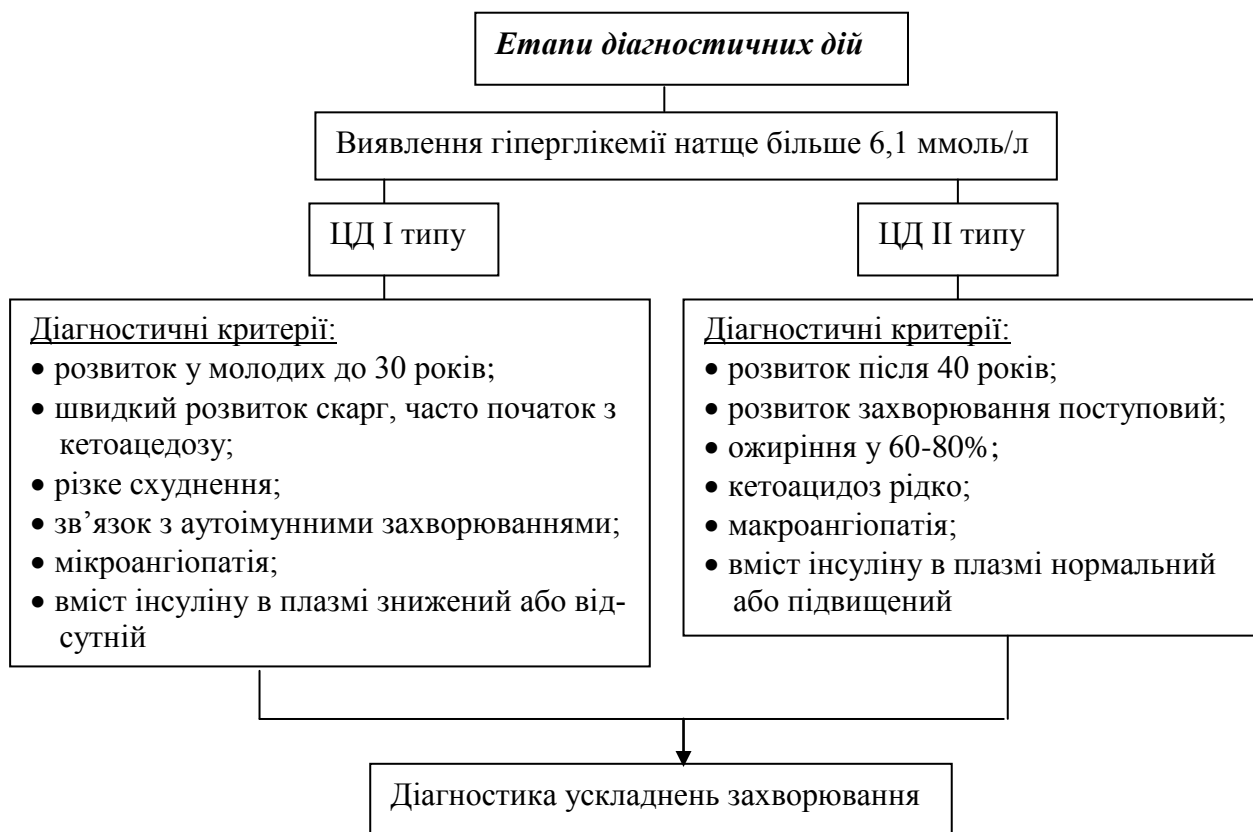 Етапи діагностичних дій
Виявлення гіперглікемії натще більше 6,1 ммоль/л
ЦД І типу
ЦД ІІ типу
Діагностичні критерії:
• розвиток у молодих до 30 років;
• швидкий розвиток скарг, часто початок з
кетоацедозу;
• різке схуднення;
• зв’язок з аутоімунними захворюваннями;
• мікроангіопатія;
• вміст інсуліну в плазмі знижений або від-
сутній
Діагностичні критерії:
• розвиток після 40 років;
• розвиток захворювання поступовий;
• ожиріння у 60-80%;
• кетоацидоз рідко;
• макроангіопатія;
• вміст інсуліну в плазмі нормальний
або підвищений
Діагностика ускладнень захворювання